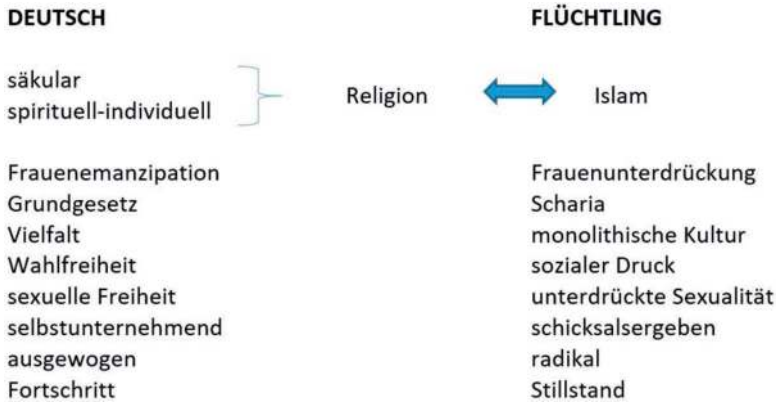 DEUTSCH FLÜCHTLING
säkular
spirituell-individuell
Religion Islam
Frauenemanzipation Frauenunterdrückung
Grundgesetz Scharia
Vielfalt monolithische Kultur
Wahlfreiheit sozialer Druck
sexuelle Freiheit unterdrückte Sexualität
selbstunternehmend schicksalsergeben
ausgewogen radikal
Fortschritt Stillstand